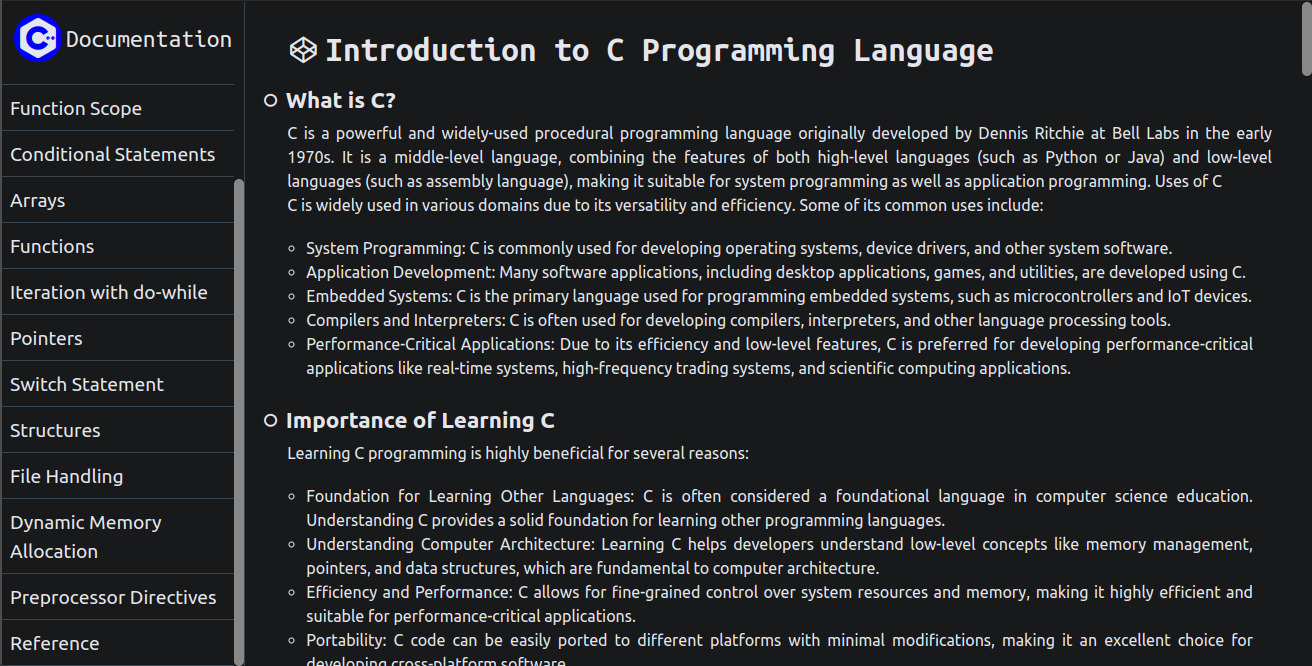 C++
Documentation
Function Scope
Conditional Statements
Arrays
Functions
Iteration with do-while
Pointers
Switch Statement
Structures
File Handling
Dynamic Memory
Allocation
Preprocessor Directives
Reference
Introduction to C Programming Language
What is C?
C is a powerful and widely-used procedural programming language originally developed by Dennis Ritchie at Bell Labs in the early
1970s. It is a middle-level language, combining the features of both high-level languages (such as Python or Java) and low-level
languages (such as assembly language), making it suitable for system programming as well as application programming. Uses of C
C is widely used in various domains due to its versatility and efficiency. Some of its common uses include:
System Programming: C is commonly used for developing operating systems, device drivers, and other system software.
Application Development: Many software applications, including desktop applications, games, and utilities, are developed using C.
Embedded Systems: C is the primary language used for programming embedded systems, such as microcontrollers and IoT devices.
Compilers and Interpreters: C is often used for developing compilers, interpreters, and other language processing tools.
Performance-Critical Applications: Due to its efficiency and low-level features, C is preferred for developing performance-critical
applications like real-time systems, high-frequency trading systems, and scientific computing applications.
Importance of Learning C
Learning C programming is highly beneficial for several reasons:
Foundation for Learning Other Languages: C is often considered a foundational language in computer science education.
Understanding C provides a solid foundation for learning other programming languages.
Understanding Computer Architecture: Learning C helps developers understand low-level concepts like memory management,
pointers, and data structures, which are fundamental to computer architecture.
Efficiency and Performance: C allows for fine-grained control over system resources and memory, making it highly efficient and
suitable for performance-critical applications.
Portability: C code can be easily ported to different platforms with minimal modifications, making it an excellent choice for
developing cross-platform software.